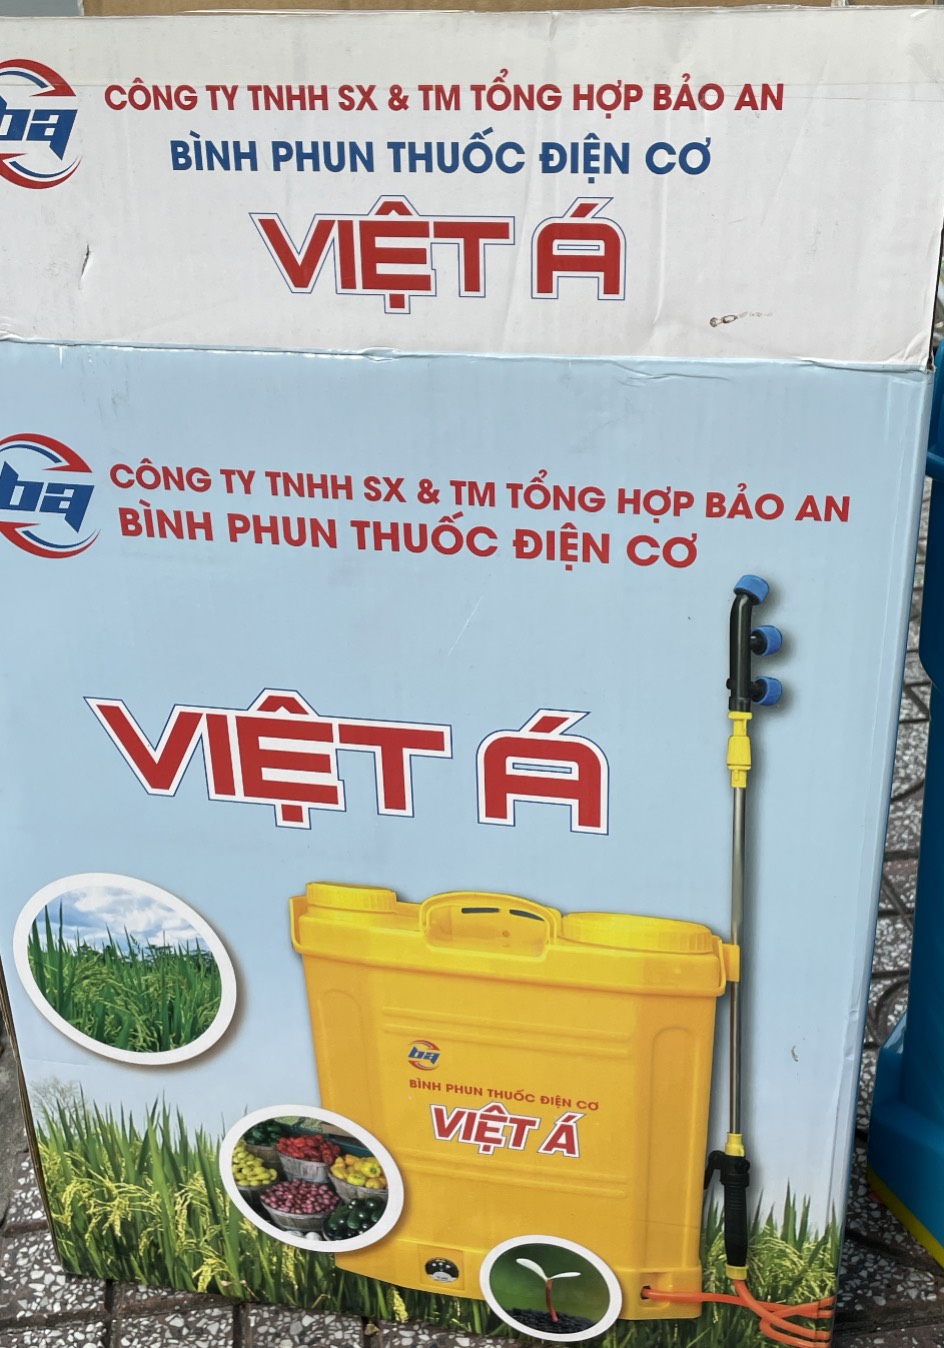 ba
CÔNG TY TNHH SX & TM TỔNG HỢP BẢO AN
BÌNH PHUN THUỐC ĐIỆN CƠ
VIỆT Á
ba
CÔNG TY TNHH SX & TM TỔNG HỢP BẢO AN
BÌNH PHUN THUỐC ĐIỆN CƠ
VIỆT Á
ba
BÌNH PHUN THUỐC ĐIỆN CƠ
VIỆT Á